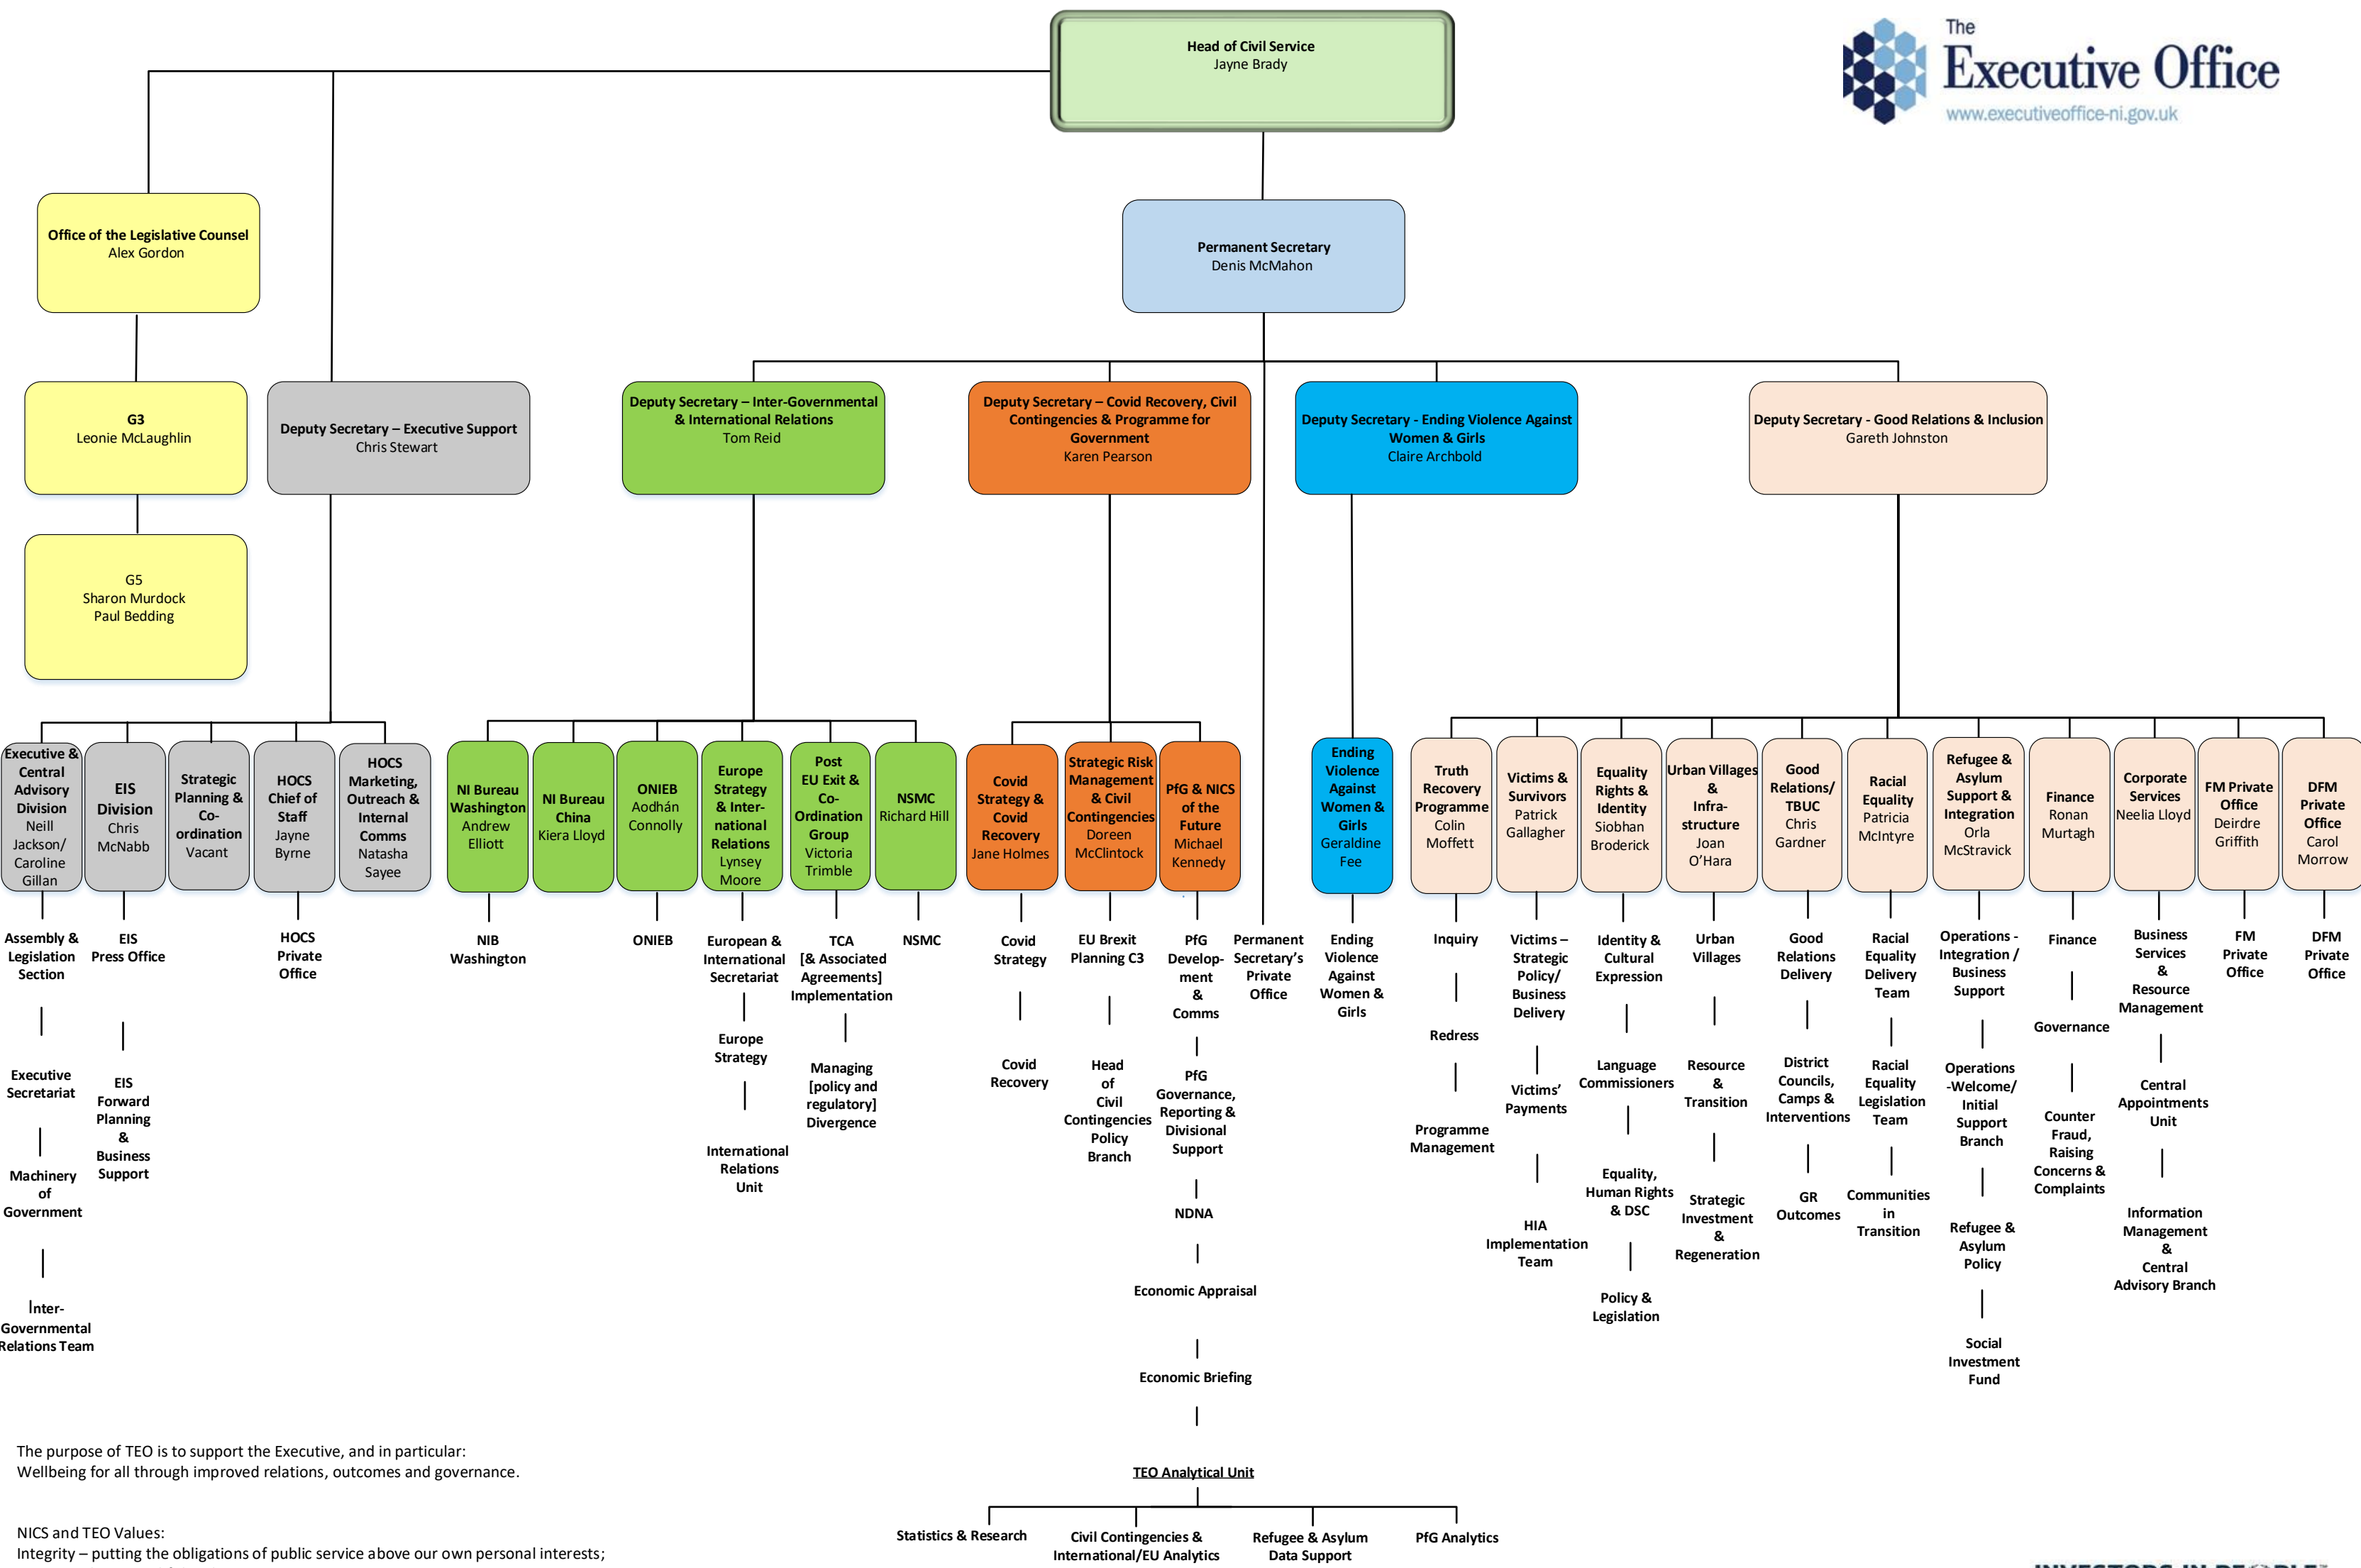 Head of Civil Service
Jayne Brady
The
Executive Office
www.executiveoffice-ni.gov.uk
Office of the Legislative Counsel
Alex Gordon
Permanent Secretary
Denis McMahon
G3
Leonie McLaughlin
Deputy Secretary – Executive Support
Chris Stewart
Deputy Secretary – Inter-Governmental
& International Relations
Tom Reid
Deputy Secretary – Covid Recovery, Civil
Contingencies & Programme for
Government
Karen Pearson
Deputy Secretary - Ending Violence Against
Women & Girls
Claire Archbold
Deputy Secretary - Good Relations & Inclusion
Gareth Johnston
G5
Sharon Murdock
Paul Bedding
Executive &
Central
Advisory
Division
Neill
Jackson/
Caroline
Gillan
EIS
Division
Chris
McNabb
Strategic
Planning &
Co-
ordination
Vacant
HOCS
Chief of
Staff
Jayne
Byrne
HOCS
Marketing,
Outreach &
Internal
Comms
Natasha
Sayee
NI Bureau
Washington
Andrew
Elliott
NI Bureau
China
Kiera Lloyd
ONIEB
Aodhán
Connolly
Europe
Strategy
& Inter-
national
Relations
Lynsey
Moore
Post
EU Exit &
Co-
Ordination
Group
Victoria
Trimble
NSMC
Richard Hill
Covid
Strategy &
Covid
Recovery
Jane Holmes
Strategic Risk
Management
& Civil
Contingencies
Doreen
McClintock
PfG & NICS
of the
Future
Michael
Kennedy
Ending
Violence
Against
Women &
Girls
Geraldine
Fee
Truth
Recovery
Programme
Colin
Moffett
Victims &
Survivors
Patrick
Gallagher
Equality
Rights &
Identity
Siobhan
Broderick
Urban Villages
&
Infra-
structure
Joan
O’Hara
Good
Relations/
TBUC
Chris
Gardner
Racial
Equality
Patricia
McIntyre
Refugee &
Asylum
Support &
Integration
Orla
McStravick
Finance
Ronan
Murtagh
Corporate
Services
Neelia Lloyd
FM Private
Office
Deirdre
Griffith
DFM
Private
Office
Carol
Morrow
Assembly &
Legislation
Section
Executive
Secretariat
Machinery
of
Government
Inter-
Governmental
Relations Team
EIS
Press Office
EIS
Forward
Planning
&
Business
Support
HOCS
Private
Office
NIB
Washington
ONIEB
European &
International
Secretariat
Europe
Strategy
International
Relations
Unit
TCA
[& Associated
Agreements]
Implementation
Managing
[policy and
regulatory]
Divergence
NSMC
Covid
Strategy
Covid
Recovery
EU Brexit
Planning C3
Head
of
Civil
Contingencies
Policy
Branch
PfG
Develop-
ment
&
Comms
PfG
Governance,
Reporting &
Divisional
Support
NDNA
Economic Appraisal
Economic Briefing
TEO Analytical Unit
Statistics & Research
Civil Contingencies &
International/EU Analytics
Refugee & Asylum
Data Support
PfG Analytics
Permanent
Secretary’s
Private
Office
Ending
Violence
Against
Women &
Girls
Inquiry
Redress
Programme
Management
Victims –
Strategic
Policy/
Business
Delivery
Victims’
Payments
HIA
Implementation
Team
Identity &
Cultural
Expression
Language
Commissioners
Equality,
Human Rights
& DSC
Policy &
Legislation
Urban
Villages
Resource
&
Transition
Strategic
Investment
&
Regeneration
Good
Relations
Delivery
District
Councils,
Camps &
Interventions
GR
Outcomes
Racial
Equality
Delivery
Team
Racial
Equality
Legislation
Team
Communities
in
Transition
Operations -
Integration /
Business
Support
Operations
-Welcome/
Initial
Support
Branch
Refugee &
Asylum
Policy
Social
Investment
Fund
Finance
Governance
Counter
Fraud,
Raising
Concerns &
Complaints
Business
Services
&
Resource
Management
Central
Appointments
Unit
Information
Management
&
Central
Advisory Branch
FM
Private
Office
DFM
Private
Office
The purpose of TEO is to support the Executive, and in particular:
Wellbeing for all through improved relations, outcomes and governance.
NICS and TEO Values:
Integrity – putting the obligations of public service above our own personal interests;
INVESTORS IN PEOPLE